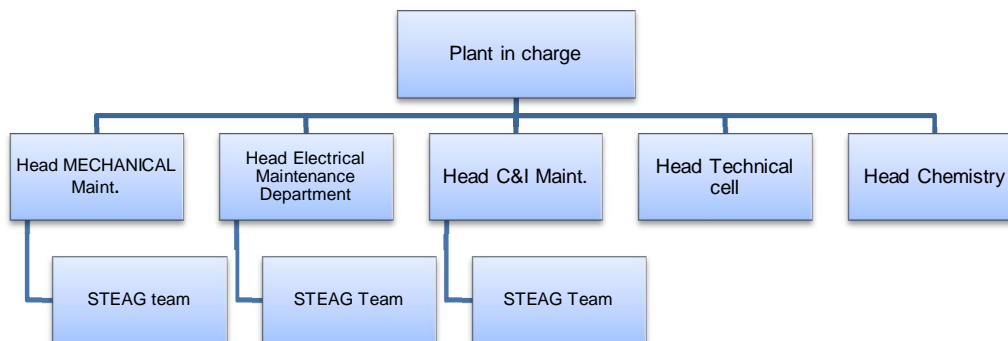 Plant in charge
Head MECHANICAL
Maint.
Head Electrical
Maintenance
Department
Head C&I Maint.
Head Technical
cell
Head Chemistry
STEAG team
STEAG Team
STEAG Team